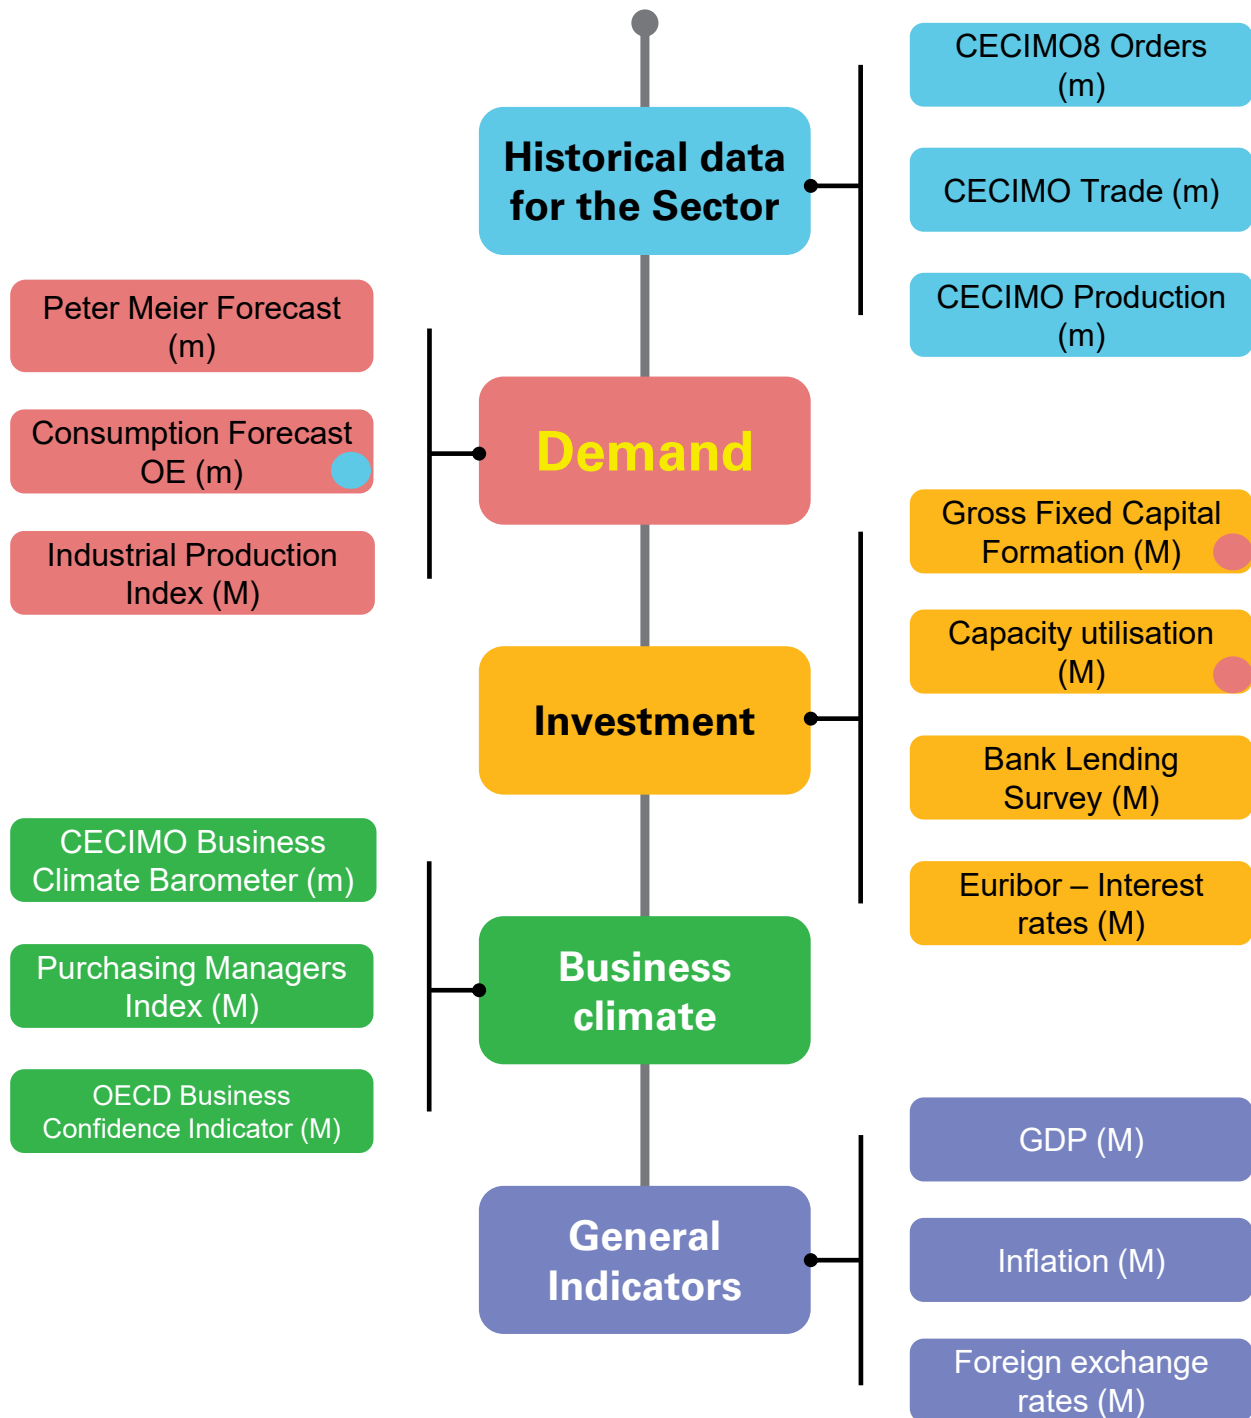 CECIMO8 Orders
(m)
Historical data
for the Sector
CECIMO Trade (m)
CECIMO Production
(m)
Peter Meier Forecast
(m)
Consumption Forecast
OE (m)
Industrial Production
Index (M)
Demand
Gross Fixed Capital
Formation (M)
Capacity utilisation
(M)
Bank Lending
Survey (M)
Euribor – Interest
rates (M)
Investment
CECIMO Business
Climate Barometer (m)
Purchasing Managers
Index (M)
OECD Business
Confidence Indicator (M)
Business
climate
GDP (M)
Inflation (M)
Foreign exchange
rates (M)
General
Indicators